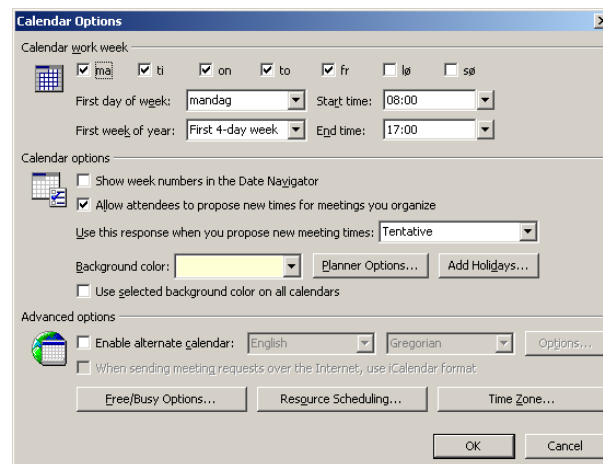 Calendar Options
Calendar work week
ma ti on to fr lø sø
First day of week: mandag Start time: 08:00
First week of year: First 4-day week End time: 17:00
Calendar options
Show week numbers in the Date Navigator
Allow attendees to propose new times for meetings you organize
Use this response when you propose new meeting times: Tentative
Background color: Planner Options... Add Holidays...
Use selected background color on all calendars
Advanced options
Enable alternate calendar: English Gregorian Options...
When sending meeting requests over the Internet, use iCalendar format
Free/Busy Options... Resource Scheduling... Time Zone...
OK Cancel